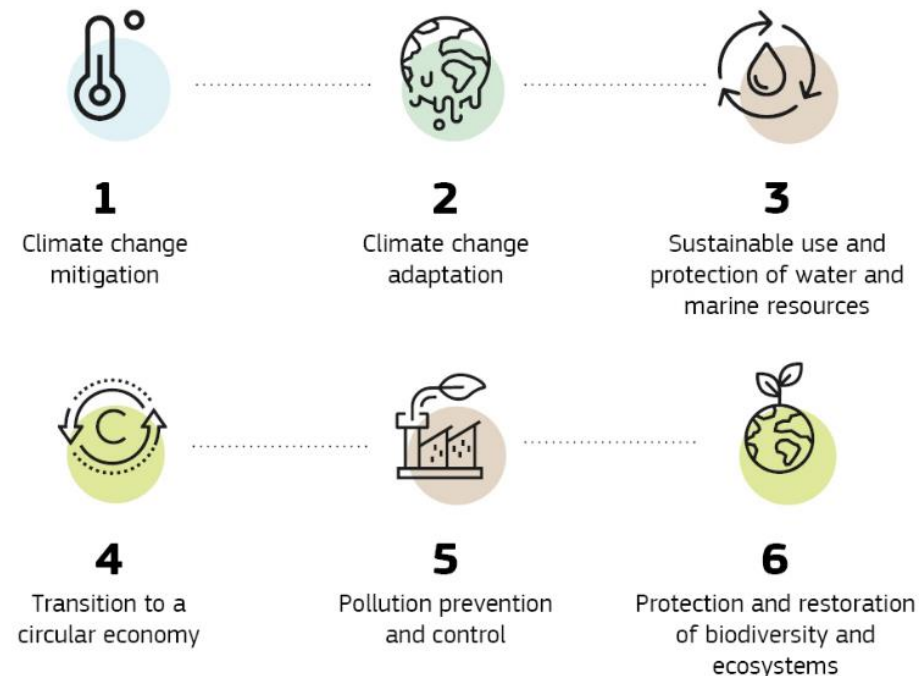 1
Climate change
mitigation
2
Climate change
adaptation
3
Sustainable use and
protection of water and
marine resources
C
4
Transition to a
circular economy
5
Pollution prevention
and control
6
Protection and restoration
of biodiversity and
ecosystems